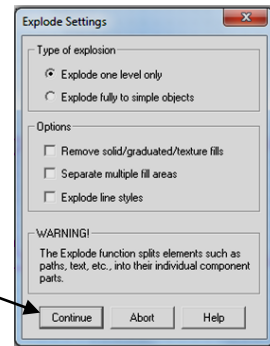 Explode Settings
Type of explosion
Explode one level only
Explode fully to simple objects
Options
Remove solid/graduated/texture fills
Separate multiple fill areas
Explode line styles
WARNING!
The Explode function splits elements such as
paths, text, etc., into their individual component
parts.
Continue Abort Help